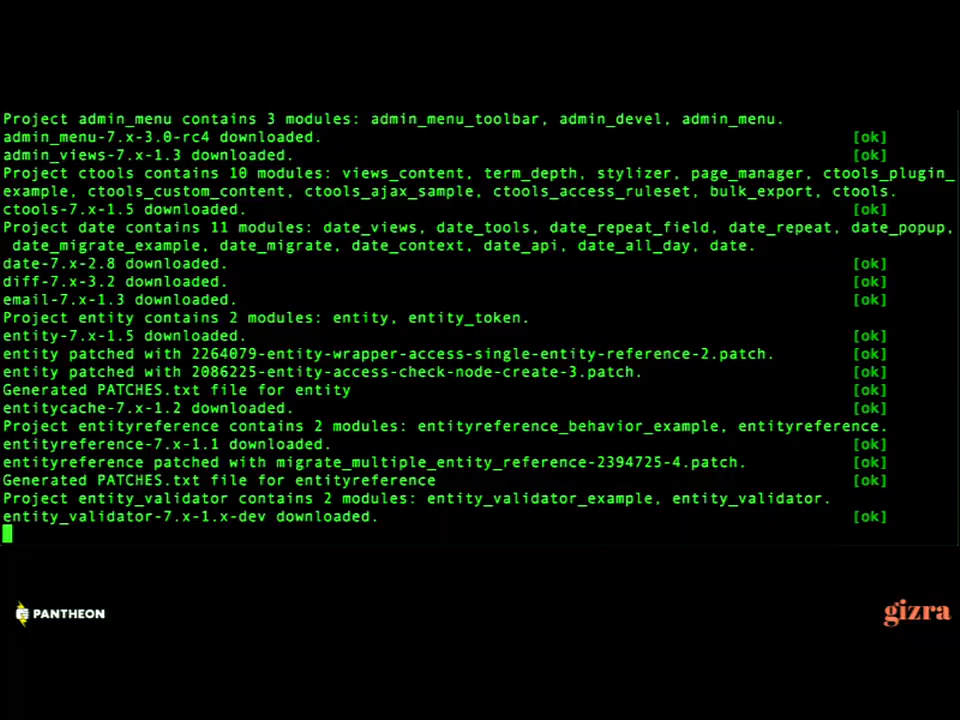 Project admin_menu contains 3 modules: admin_menu_toolbar, admin_devel, admin_menu.
admin_menu-7.x-3.0-rc4 downloaded. [ok]
admin_views-7.x-1.3 downloaded. [ok]
Project ctools contains 10 modules: views_content, term_depth, stylizer, page_manager, ctools_plugin_
example, ctools_custom_content, ctools_ajax_sample, ctools_access_ruleset, bulk_export, ctools.
ctools-7.x-1.5 downloaded. [ok]
Project date contains 11 modules: date_views, date_tools, date_repeat_field, date_repeat, date_popup,
date_migrate_example, date_migrate, date_context, date_api, date_all_day, date.
date-7.x-2.8 downloaded. [ok]
diff-7.x-3.2 downloaded. [ok]
email-7.x-1.3 downloaded. [ok]
Project entity contains 2 modules: entity, entity_token.
entity-7.x-1.5 downloaded. [ok]
entity patched with 2264079-entity-wrapper-access-single-entity-reference-2.patch. [ok]
entity patched with 2086225-entity-access-check-node-create-3.patch. [ok]
Generated PATCHES.txt file for entity [ok]
entitycache-7.x-1.2 downloaded. [ok]
Project entityreference contains 2 modules: entityreference_behavior_example, entityreference.
entityreference-7.x-1.1 downloaded. [ok]
entityreference patched with migrate_multiple_entity_reference-2394725-4.patch. [ok]
Generated PATCHES.txt file for entityreference [ok]
Project entity_validator contains 2 modules: entity_validator_example, entity_validator.
entity_validator-7.x-1.x-dev downloaded. [ok]
PANTHEON
gizra